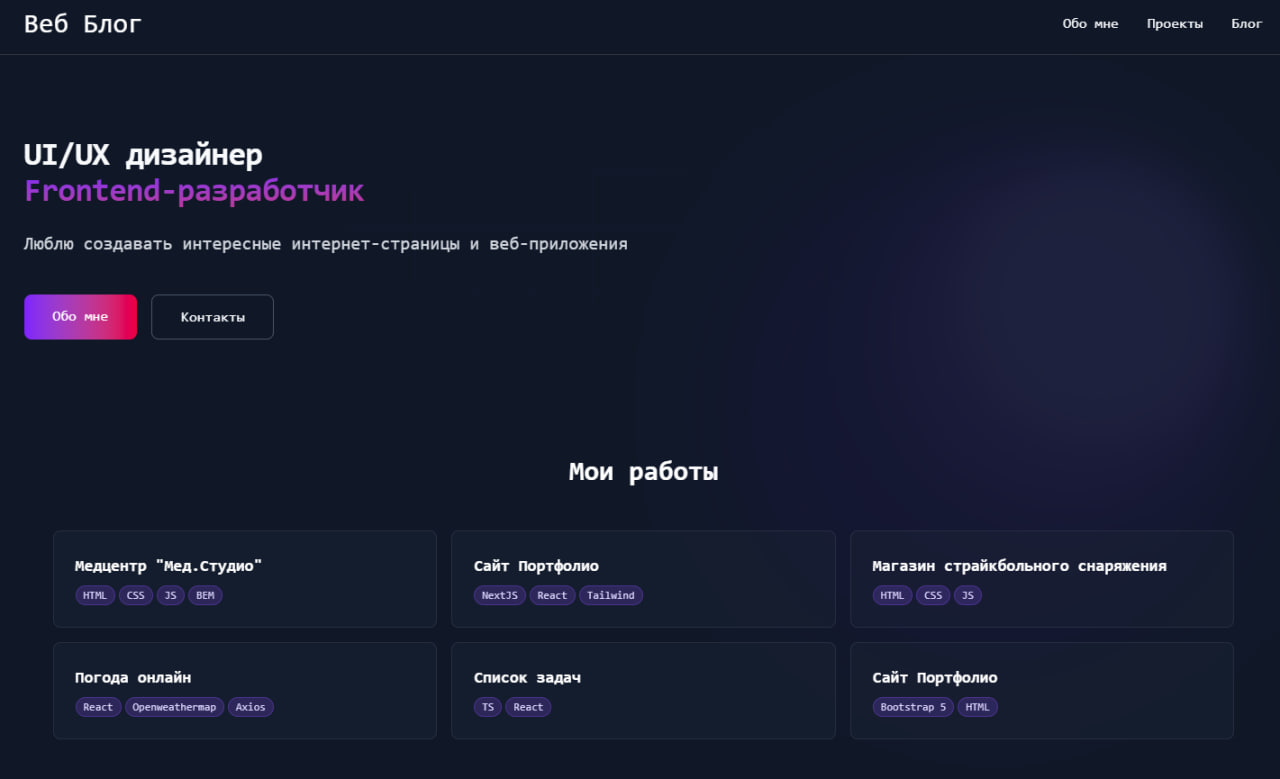 Веб Блог
Обо мне Проекты Блог
UI/UX дизайнер
Frontend-разработчик
Люблю создавать интересные интернет-страницы и веб-приложения
Обо мне Контакты
Мои работы
Медцентр "Мед.Студио"
HTML CSS JS BEM
Сайт Портфолио
NextJS React Tailwind
Магазин страйкбольного снаряжения
HTML CSS JS
Погода онлайн
React Openweathermap Axios
Список задач
TS React
Сайт Портфолио
Bootstrap 5 HTML